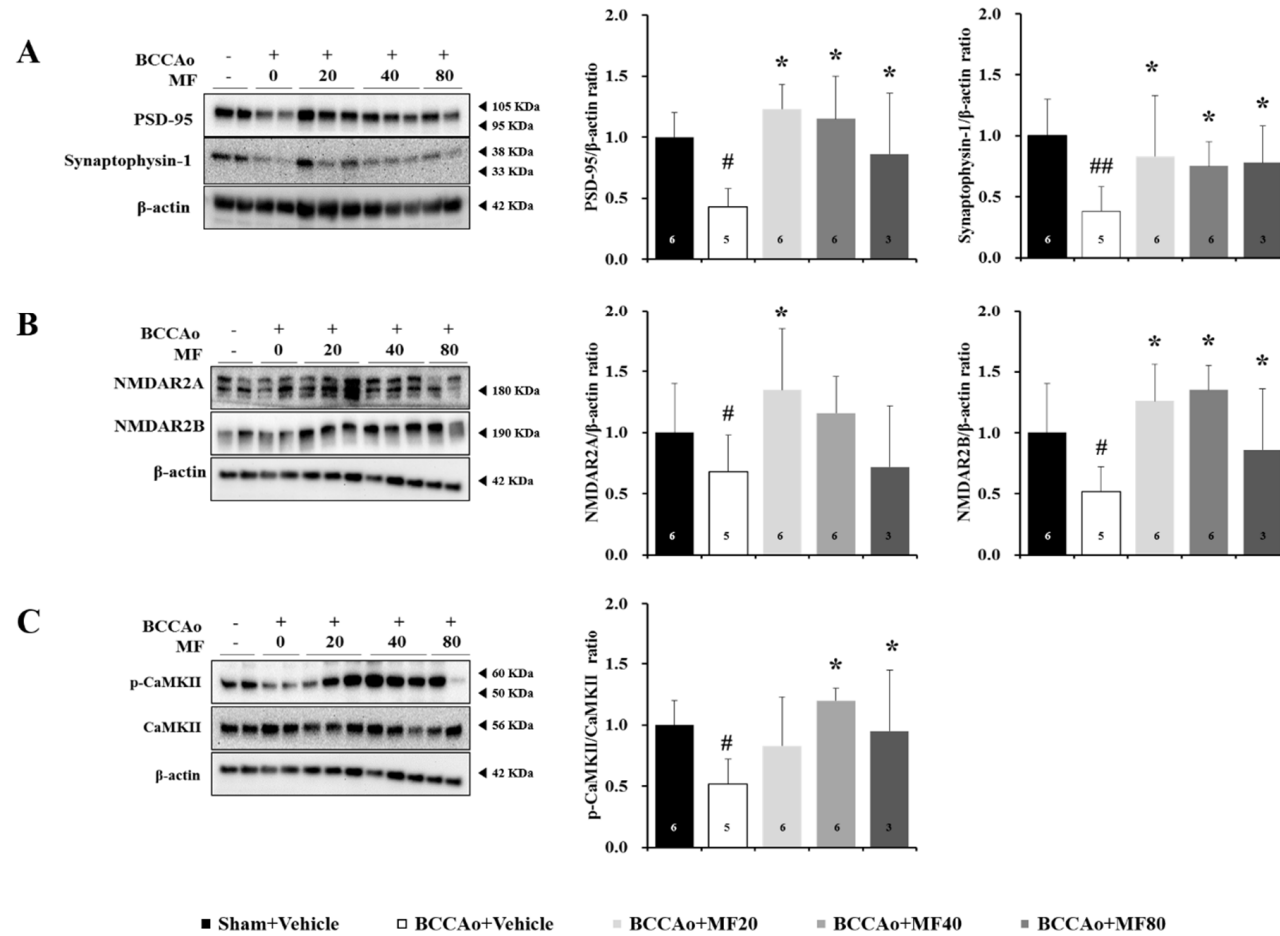 A
BCCAo - + + + +
MF - 0 20 40 80
PSD-95
◄ 105 KDa
◄ 95 KDa
Synaptophysin-1
◄ 38 KDa
◄ 33 KDa
β-actin
◄ 42 KDa
PSD-95/β-actin ratio
2.0
1.5
1.0
0.5
0.0
# * * *
6 5 6 6 3
Synaptophysin-1/β-actin ratio
2.0
1.5
1.0
0.5
0.0
## * * *
6 5 6 6 3
B
BCCAo - + + + +
MF - 0 20 40 80
NMDAR2A
◄ 180 KDa
NMDAR2B
◄ 190 KDa
β-actin
◄ 42 KDa
NMDAR2A/β-actin ratio
2.0
1.5
1.0
0.5
0.0
# *
6 5 6 6 3
NMDAR2B/β-actin ratio
2.0
1.5
1.0
0.5
0.0
# * * *
6 5 6 6 3
C
BCCAo - + + + +
MF - 0 20 40 80
p-CaMKII
◄ 60 KDa
◄ 50 KDa
CaMKII
◄ 56 KDa
β-actin
◄ 42 KDa
p-CaMKII/CaMKII ratio
2.0
1.5
1.0
0.5
0.0
# * *
6 5 6 6 3
Sham+Vehicle BCCAo+Vehicle BCCAo+MF20 BCCAo+MF40 BCCAo+MF80